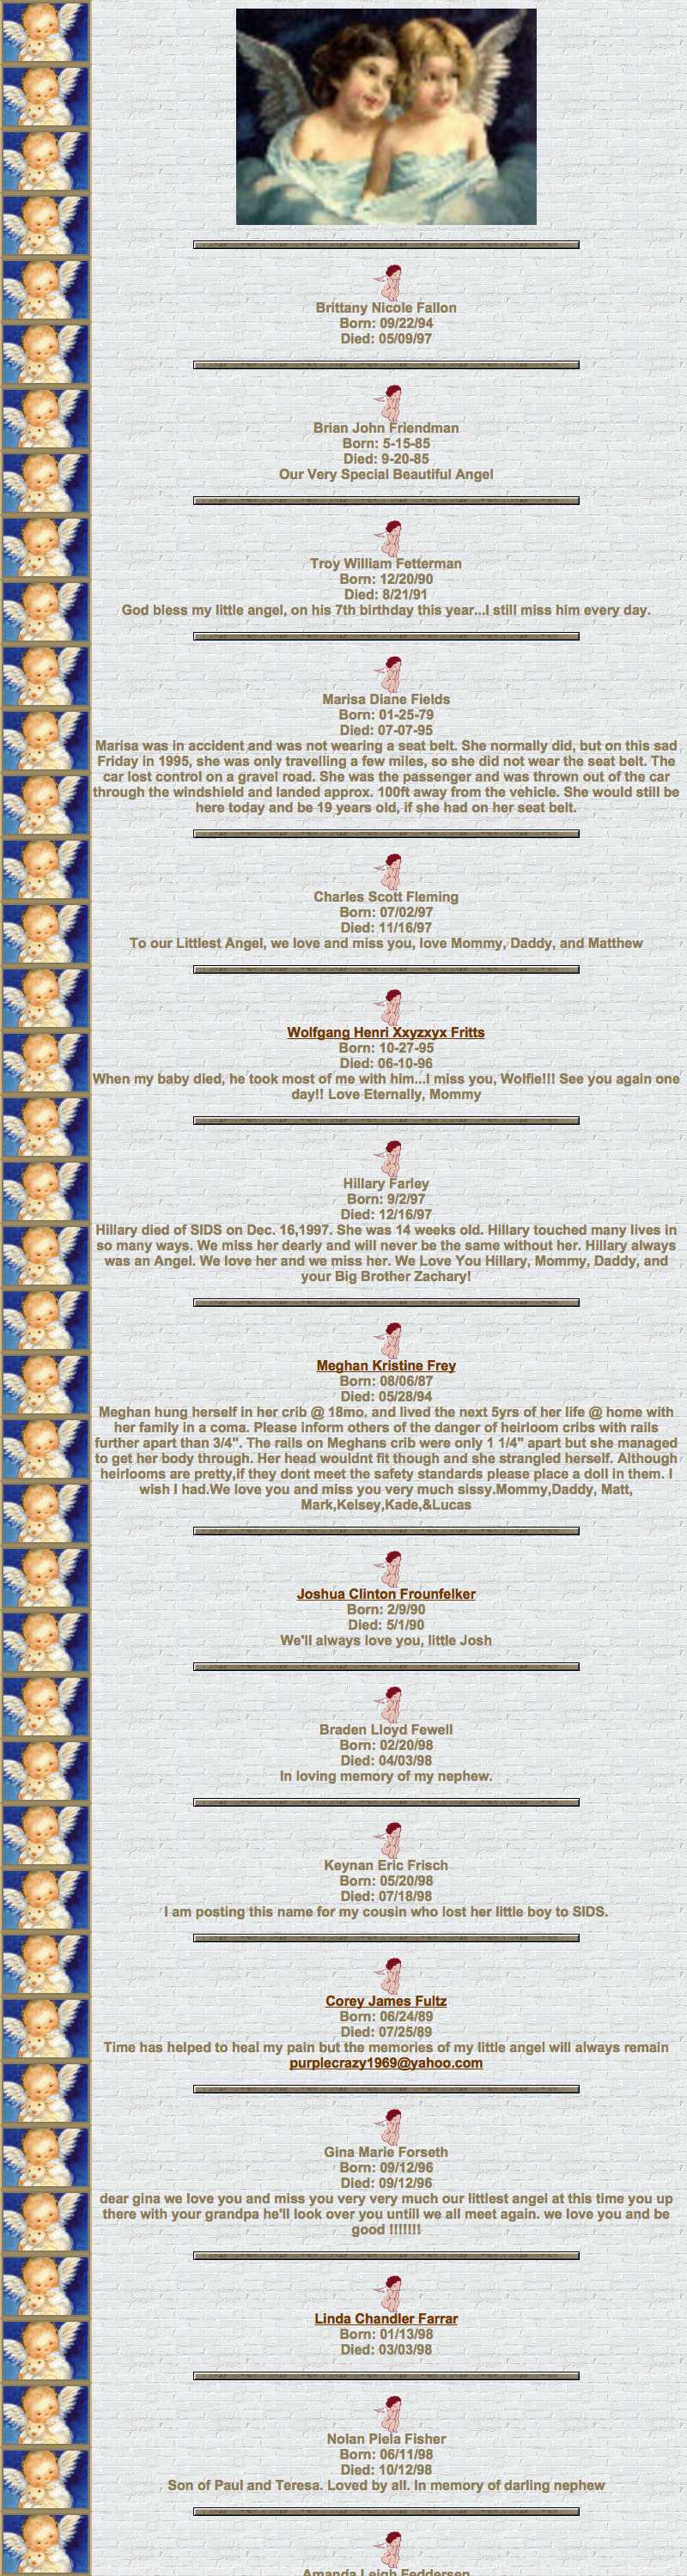 Brittany Nicole Fallon
Born: 09/22/94
Died: 05/09/97
Brian John Friendman
Born: 5-15-85
Died: 9-20-85
Our Very Special Beautiful Angel
Troy William Fetterman
Born: 12/20/90
Died: 8/21/91
God bless my little angel, on his 7th birthday this year...I still miss him every day.
Marisa Diane Fields
Born: 01-25-79
Died: 07-07-95
Marisa was in accident and was not wearing a seat belt. She normally did, but on this sad
Friday in 1995, she was only travelling a few miles, so she did not wear the seat belt. The
car lost control on a gravel road. She was the passenger and was thrown out of the car
through the windshield and landed approx. 100ft away from the vehicle. She would still be
here today and be 19 years old, if she had on her seat belt.
Charles Scott Fleming
Born: 07/02/97
Died: 11/16/97
To our Littlest Angel, we love and miss you, love Mommy, Daddy, and Matthew
Wolfgang Henri Xxyzxyx Fritts
Born: 10-27-95
Died: 06-10-96
When my baby died, he took most of me with him...I miss you, Wolfie!!! See you again one
day!! Love Eternally, Mommy
Hillary Farley
Born: 9/2/97
Died: 12/16/97
Hillary died of SIDS on Dec. 16,1997. She was 14 weeks old. Hillary touched many lives in
so many ways. We miss her dearly and will never be the same without her. Hillary always
was an Angel. We love her and we miss her. We Love You Hillary, Mommy, Daddy, and
your Big Brother Zachary!
Meghan Kristine Frey
Born: 08/06/87
Died: 05/28/94
Meghan hung herself in her crib @ 18mo. and lived the next 5yrs of her life @ home with
her family in a coma. Please inform others of the danger of heirloom cribs with rails
further apart than 3/4". The rails on Meghans crib were only 1 1/4" apart but she managed
to get her body through. Her head wouldnt fit though and she strangled herself. Although
heirlooms are pretty,if they dont meet the safety standards please place a doll in them. I
wish I had.We love you and miss you very much sissy.Mommy,Daddy, Matt,
Mark,Kelsey,Kade,&Lucas
Joshua Clinton Frounfelker
Born: 2/9/90
Died: 5/1/90
We'll always love you, little Josh
Braden Lloyd Fewell
Born: 02/20/98
Died: 04/03/98
In loving memory of my nephew.
Keynan Eric Frisch
Born: 05/20/98
Died: 07/18/98
I am posting this name for my cousin who lost her little boy to SIDS.
Corey James Fultz
Born: 06/24/89
Died: 07/25/89
Time has helped to heal my pain but the memories of my little angel will always remain
purplecrazy1969@yahoo.com
Gina Marie Forseth
Born: 09/12/96
Died: 09/12/96
dear gina we love you and miss you very very much our littlest angel at this time you up
there with your grandpa he'll look over you untill we all meet again. we love you and be
good !!!!!!!
Linda Chandler Farrar
Born: 01/13/98
Died: 03/03/98
Nolan Piela Fisher
Born: 06/11/98
Died: 10/12/98
Son of Paul and Teresa. Loved by all. In memory of darling nephew
Amanda Leigh Feddersen